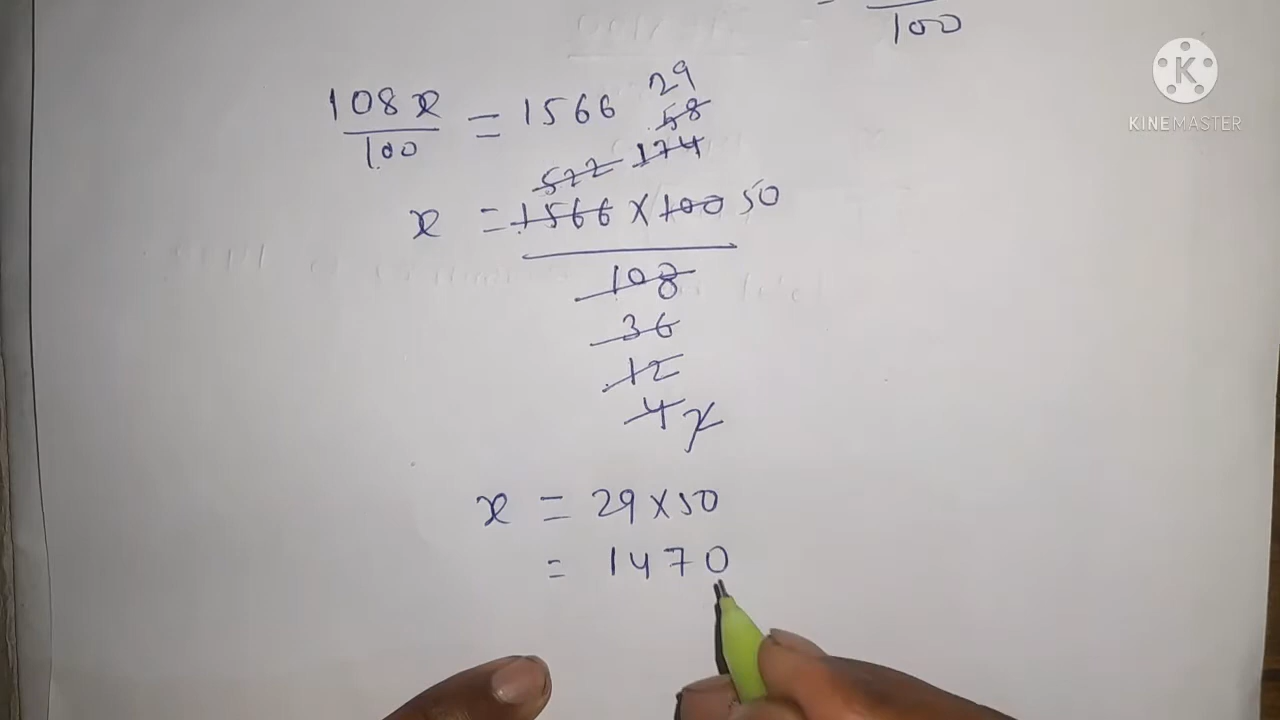 100
KINEMASTER
108x/100 = 1566
29
58
522 174
x = 1566 × 100 50
108
36
12
4 2
x = 29 × 50
= 1470